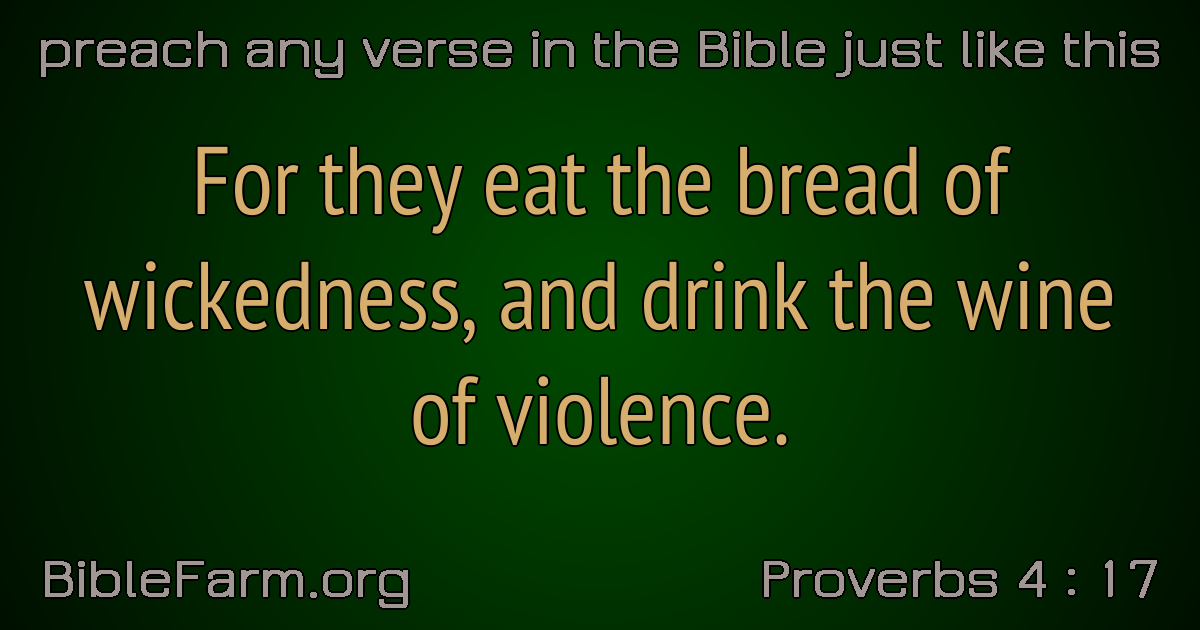 preach any verse in the Bible just like this
For they eat the bread of
wickedness, and drink the wine
of violence.
BibleFarm.org
Proverbs 4 : 17